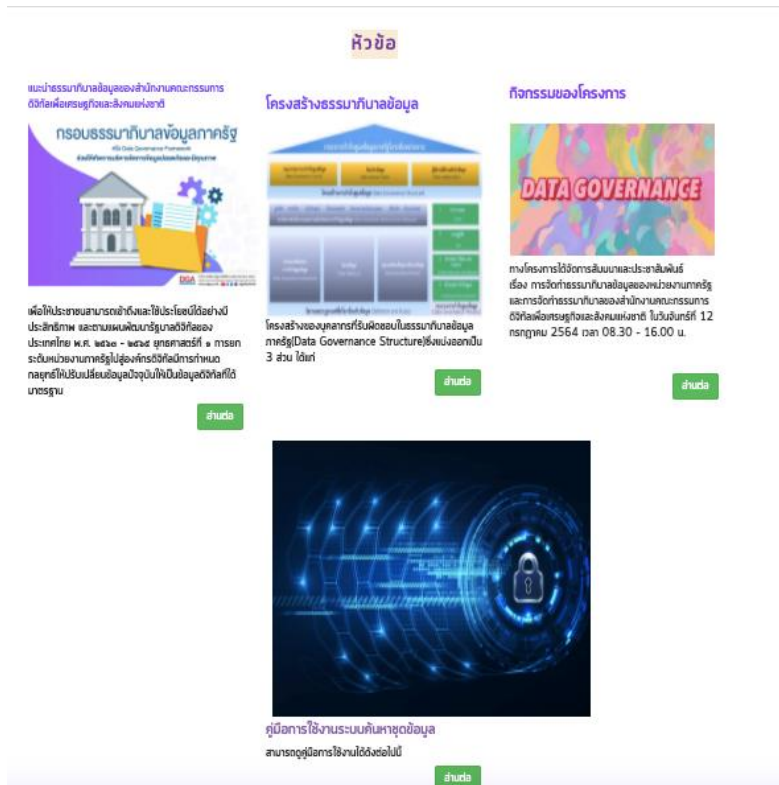 หัวข้อ
แนะนำธรรมาภิบาลข้อมูลของสำนักงานคณะกรรมการ
ดิจิทัลเพื่อเศรษฐกิจและสังคมแห่งชาติ
กรอบธรรมาภิบาลข้อมูลภาครัฐ
DGA
เพื่อให้ประชาชนสามารถเข้าถึงและใช้ประโยชน์ได้อย่างมี
ประสิทธิภาพ และตามแผนพัฒนารัฐบาลดิจิทัลของ
ประเทศไทย พ.ศ. ๒๕๖๐ - ๒๕๖๕ ยุทธศาสตร์ที่ ๑ การยก
ระดับหน่วยงานภาครัฐไปสู่องค์กรดิจิทัลมีการกำหนด
กลยุทธ์ให้ปรับเปลี่ยนข้อมูลปัจจุบันให้เป็นข้อมูลดิจิทัลที่ได้
มาตรฐาน
อ่านต่อ
โครงสร้างธรรมาภิบาลข้อมูล
โครงสร้างของบุคลากรที่รับผิดชอบในธรรมาภิบาลข้อมูล
ภาครัฐ(Data Governance Structure)ซึ่งแบ่งออกเป็น
3 ส่วน ได้แก่
อ่านต่อ
กิจกรรมของโครงการ
DATA GOVERNANCE
ทางโครงการได้จัดการสัมมนาและประชาสัมพันธ์
เรื่อง การจัดทำธรรมาภิบาลข้อมูลของหน่วยงานภาครัฐ
และการจัดทำธรรมาภิบาลของสำนักงานคณะกรรมการ
ดิจิทัลเพื่อเศรษฐกิจและสังคมแห่งชาติ ในวันจันทร์ที่ 12
กรกฎาคม 2564 เวลา 08.30 - 16.00 น.
อ่านต่อ
คู่มือการใช้งานระบบค้นหาชุดข้อมูล
สามารถดูคู่มือการใช้งานได้ดังต่อไปนี้
อ่านต่อ